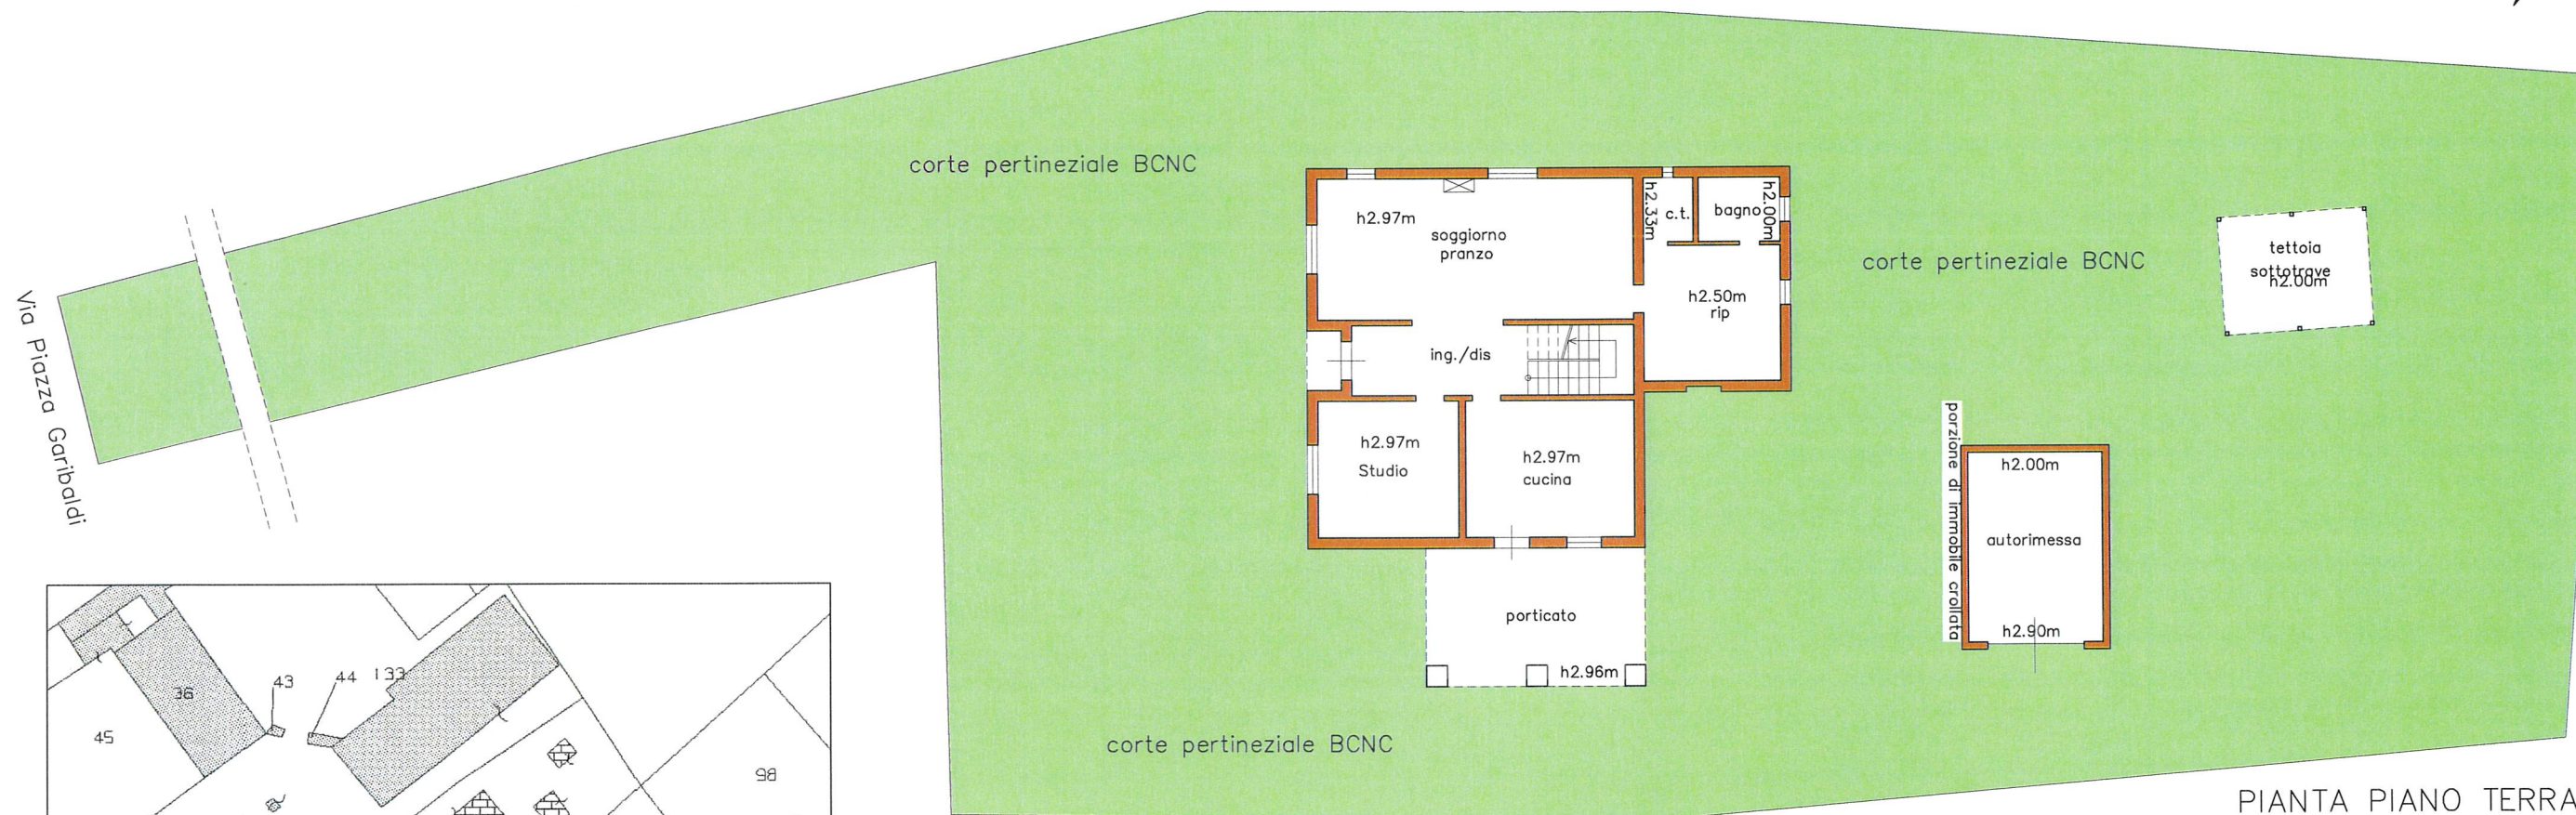 corte pertineziale BCNC
h2.97m
soggiorno
pranzo
h2.33m
c.t.
bagno
h2.00m
h2.50m
rip
ing./dis
h2.97m
Studio
h2.97m
cucina
porticato
h2.96m
corte pertineziale BCNC
tettoia
sottotrave
h2.00m
porzione di immobile crollata
h2.00m
autorimessa
h2.90m
Via Piazza Garibaldi
corte pertineziale BCNC
36
43
44
133
45
98
PIANTA PIANO TERRA